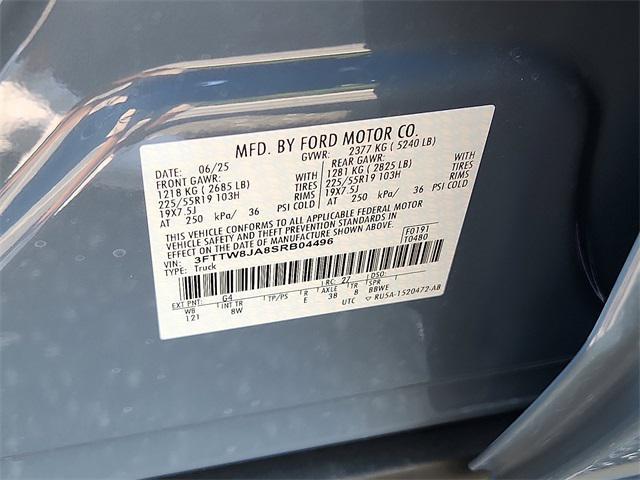 MFD. BY FORD MOTOR CO.
DATE: 06/25 GVWR: 2377 KG ( 5240 LB)
FRONT GAWR: WITH REAR GAWR: WITH
1218 KG ( 2685 LB) TIRES 1281 KG ( 2825 LB) TIRES
225/55R19 103H RIMS 225/55R19 103H RIMS
19X7.5J 19X7.5J
AT 250 kPa/ 36 PSI COLD AT 250 kPa/ 36 PSI COLD
THIS VEHICLE CONFORMS TO ALL APPLICABLE FEDERAL MOTOR
VEHICLE SAFETY AND THEFT PREVENTION STANDARDS IN EFFECT
ON THE DATE OF MANUFACTURE SHOWN ABOVE. F0191
VIN: 3FTTW8JA8SRB04496 T0480
TYPE: Truck
EXT PNT: G4 RC: 27 DSO:
WB INT TR TP/PS R AXLE TR SPR
121 8W E 38 8 BBWE
UTC RU5A-1520472-AB